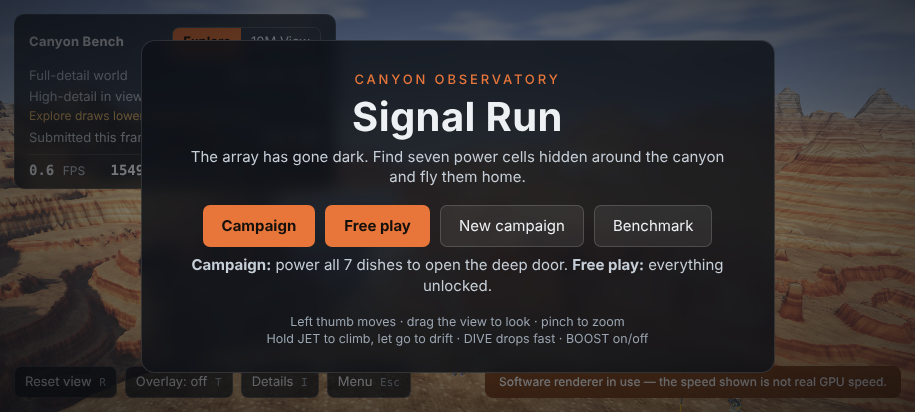 Canyon Bench
Full-detail world
High-detail in view
Explore draws lower
Submitted this fra
0.6 FPS 1549
CANYON OBSERVATORY
Signal Run
The array has gone dark. Find seven power cells hidden around the canyon
and fly them home.
Campaign
Free play
New campaign
Benchmark
Campaign: power all 7 dishes to open the deep door. Free play: everything
unlocked.
Left thumb moves · drag the view to look · pinch to zoom
Hold JET to climb, let go to drift · DIVE drops fast · BOOST on/off
Reset view R
Overlay: off T
Details I
Menu Esc
Software renderer in use — the speed shown is not real GPU speed.